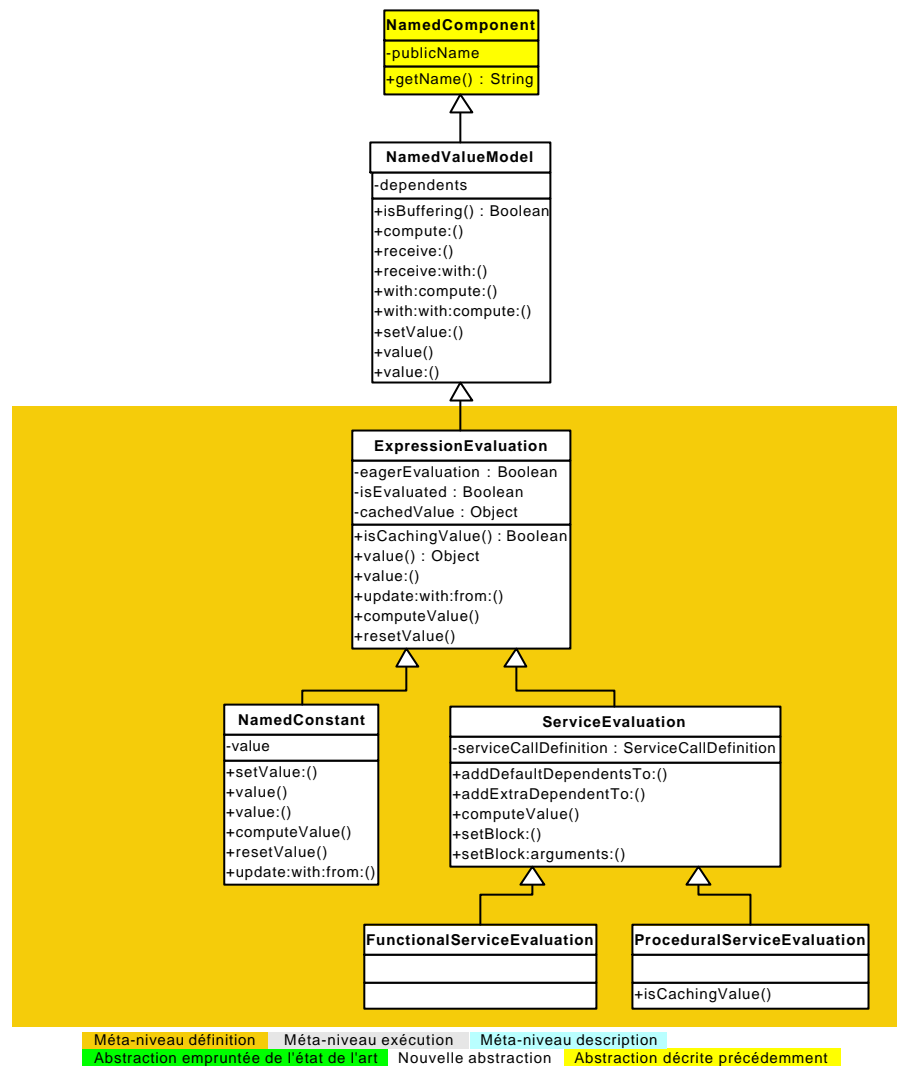 NamedComponent
-publicName
+getName() : String
NamedValueModel
-dependents
+isBuffering() : Boolean
+compute:()
+receive:()
+receive:with:()
+with:compute:()
+with:with:compute:()
+setValue:()
+value()
+value:()
ExpressionEvaluation
-eagerEvaluation : Boolean
-isEvaluated : Boolean
-cachedValue : Object
+isCachingValue() : Boolean
+value() : Object
+value:()
+update:with:from:()
+computeValue()
+resetValue()
NamedConstant
-value
+setValue:()
+value()
+value:()
+computeValue()
+resetValue()
+update:with:from:()
ServiceEvaluation
-serviceCallDefinition : ServiceCallDefinition
+addDefaultDependentsTo:()
+addExtraDependentTo:()
+computeValue()
+setBlock:()
+setBlock:arguments:()
FunctionalServiceEvaluation
ProceduralServiceEvaluation
+isCachingValue()
Méta-niveau définition Méta-niveau exécution Méta-niveau description
Abstraction empruntée de l'état de l'art Nouvelle abstraction Abstraction décrite précédemment